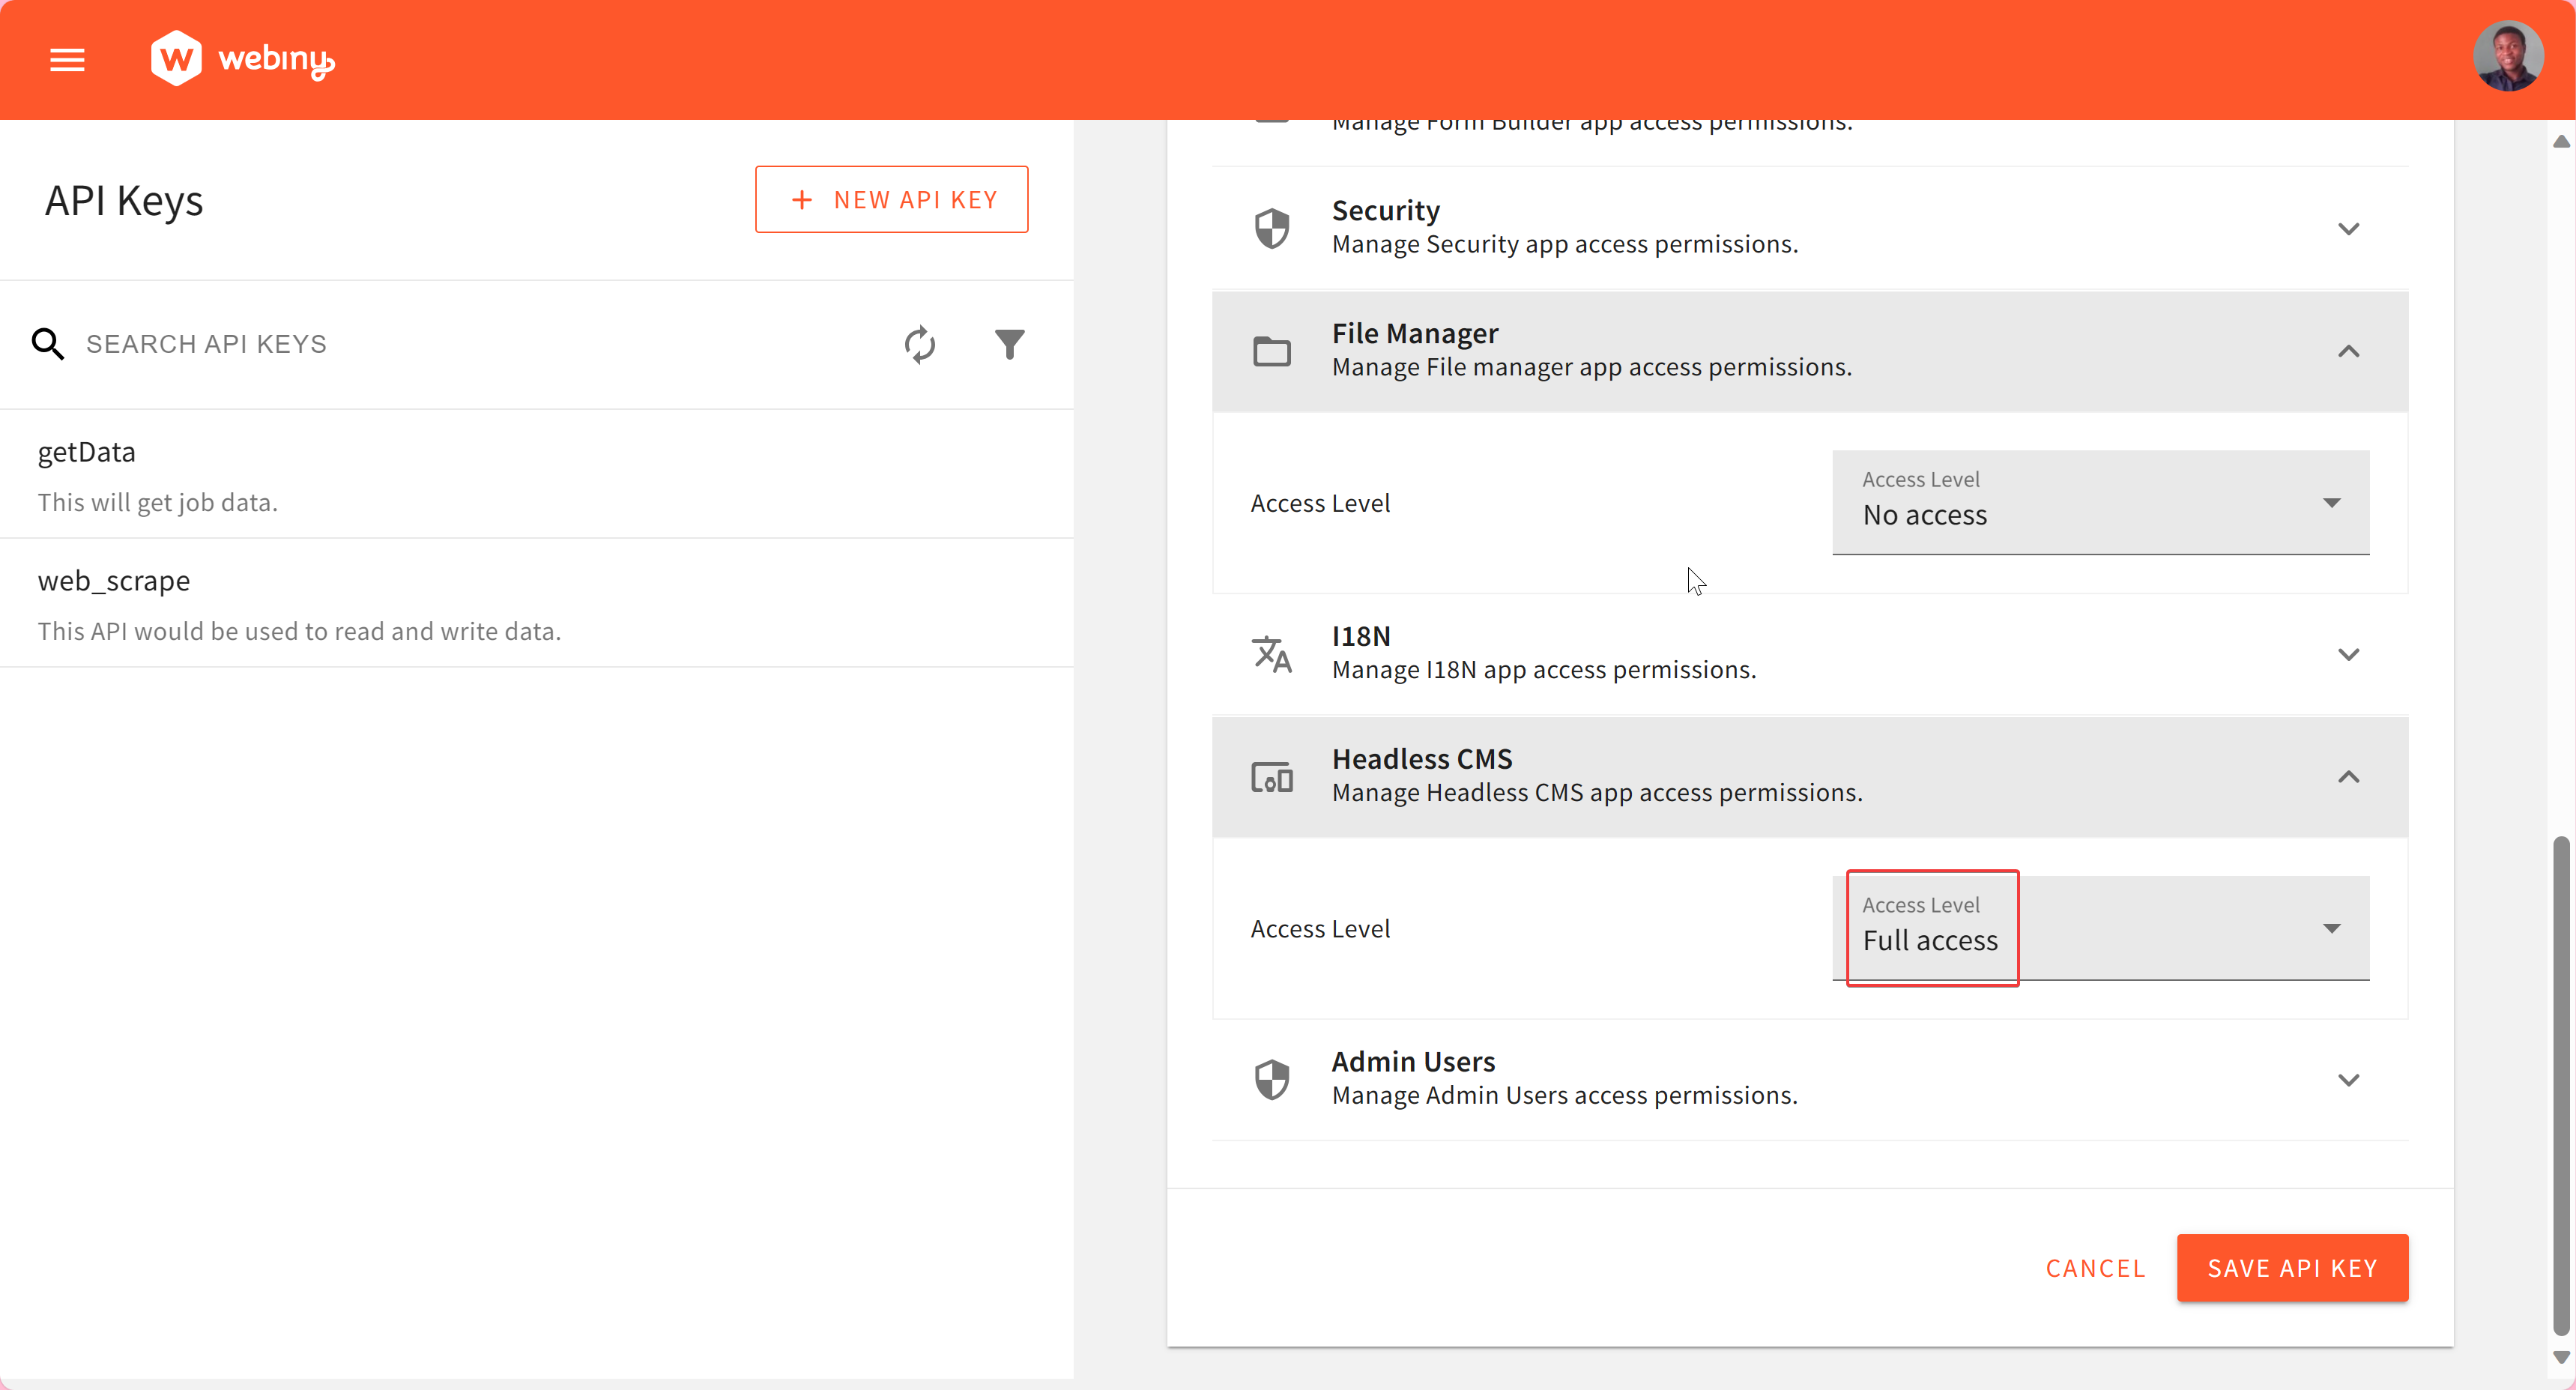 webiny
API Keys
+ NEW API KEY
SEARCH API KEYS
getData
This will get job data.
web_scrape
This API would be used to read and write data.
Manage Form Builder app access permissions.
Security
Manage Security app access permissions.
File Manager
Manage File manager app access permissions.
Access Level
Access Level
No access
I18N
Manage I18N app access permissions.
Headless CMS
Manage Headless CMS app access permissions.
Access Level
Access Level
Full access
Admin Users
Manage Admin Users access permissions.
CANCEL
SAVE API KEY